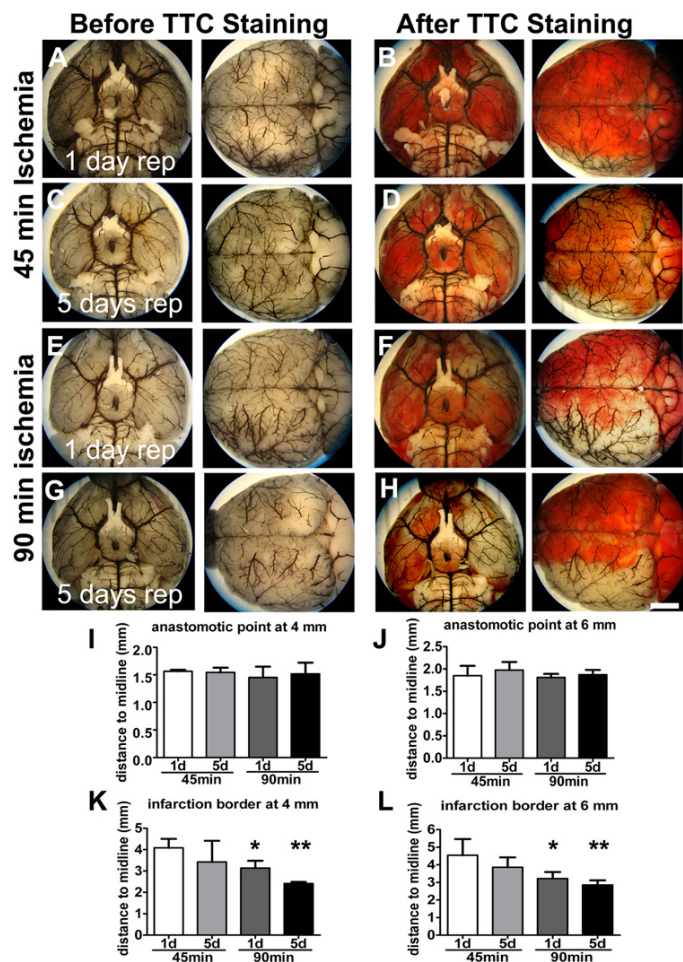 Before TTC Staining
After TTC Staining
45 min Ischemia
A
1 day rep
B
C
5 days rep
D
90 min ischemia
E
1 day rep
F
G
5 days rep
H
I
anastomotic point at 4 mm
distance to midline (mm)
2.0
1.5
1.0
0.5
0.0
1d 5d 1d 5d
45min 90min
J
anastomotic point at 6 mm
distance to midline (mm)
2.5
2.0
1.5
1.0
0.5
0.0
1d 5d 1d 5d
45min 90min
K
infarction border at 4 mm
distance to midline (mm)
5
4
3
2
1
0
* **
1d 5d 1d 5d
45min 90min
L
infarction border at 6 mm
distance to midline (mm)
6
5
4
3
2
1
0
* **
1d 5d 1d 5d
45min 90min